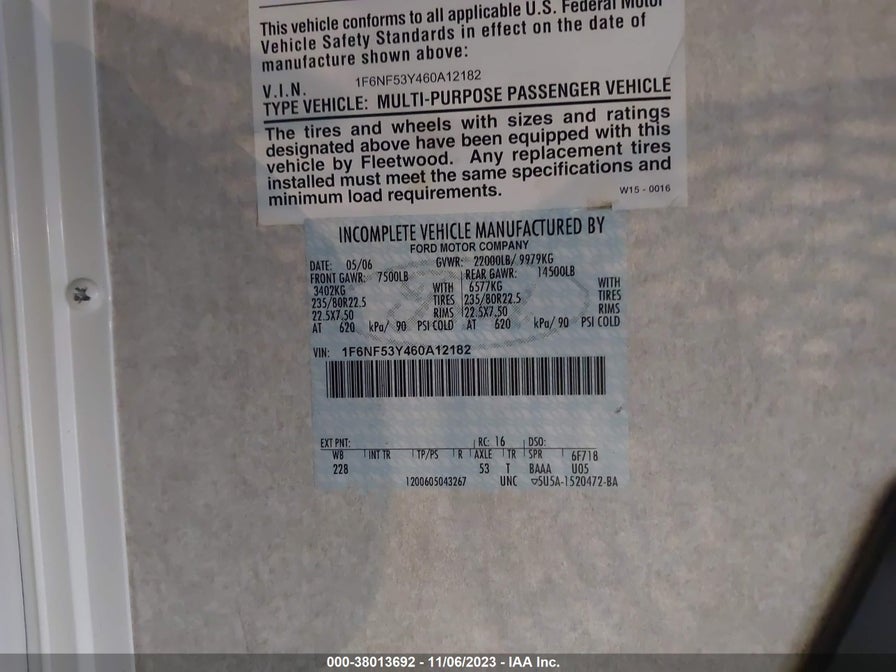 This vehicle conforms to all applicable U.S. Federal Motor
Vehicle Safety Standards in effect on the date of
manufacture shown above:
V.I.N. 1F6NF53Y460A12182
TYPE VEHICLE: MULTI-PURPOSE PASSENGER VEHICLE
The tires and wheels with sizes and ratings
designated above have been equipped with this
vehicle by Fleetwood. Any replacement tires
installed must meet the same specifications and
minimum load requirements.
W15 - 0016
INCOMPLETE VEHICLE MANUFACTURED BY
FORD MOTOR COMPANY
DATE: 05/06 GVWR: 22000LB/ 9979KG
FRONT GAWR: 7500LB REAR GAWR: 14500LB
3402KG WITH 6577KG WITH
235/80R22.5 TIRES 235/80R22.5 TIRES
22.5X7.50 RIMS 22.5X7.50 RIMS
AT 620 kPa/ 90 PSI COLD AT 620 kPa/ 90 PSI COLD
VIN: 1F6NF53Y460A12182
EXT PNT: RC: 16 DSO:
WB INT TR TP/PS R AXLE TR SPR 6F718
228 53 T BAAA U05
1200605043267 UNC ▽5U5A-1520472-BA
000-38013692 - 11/06/2023 - IAA Inc.